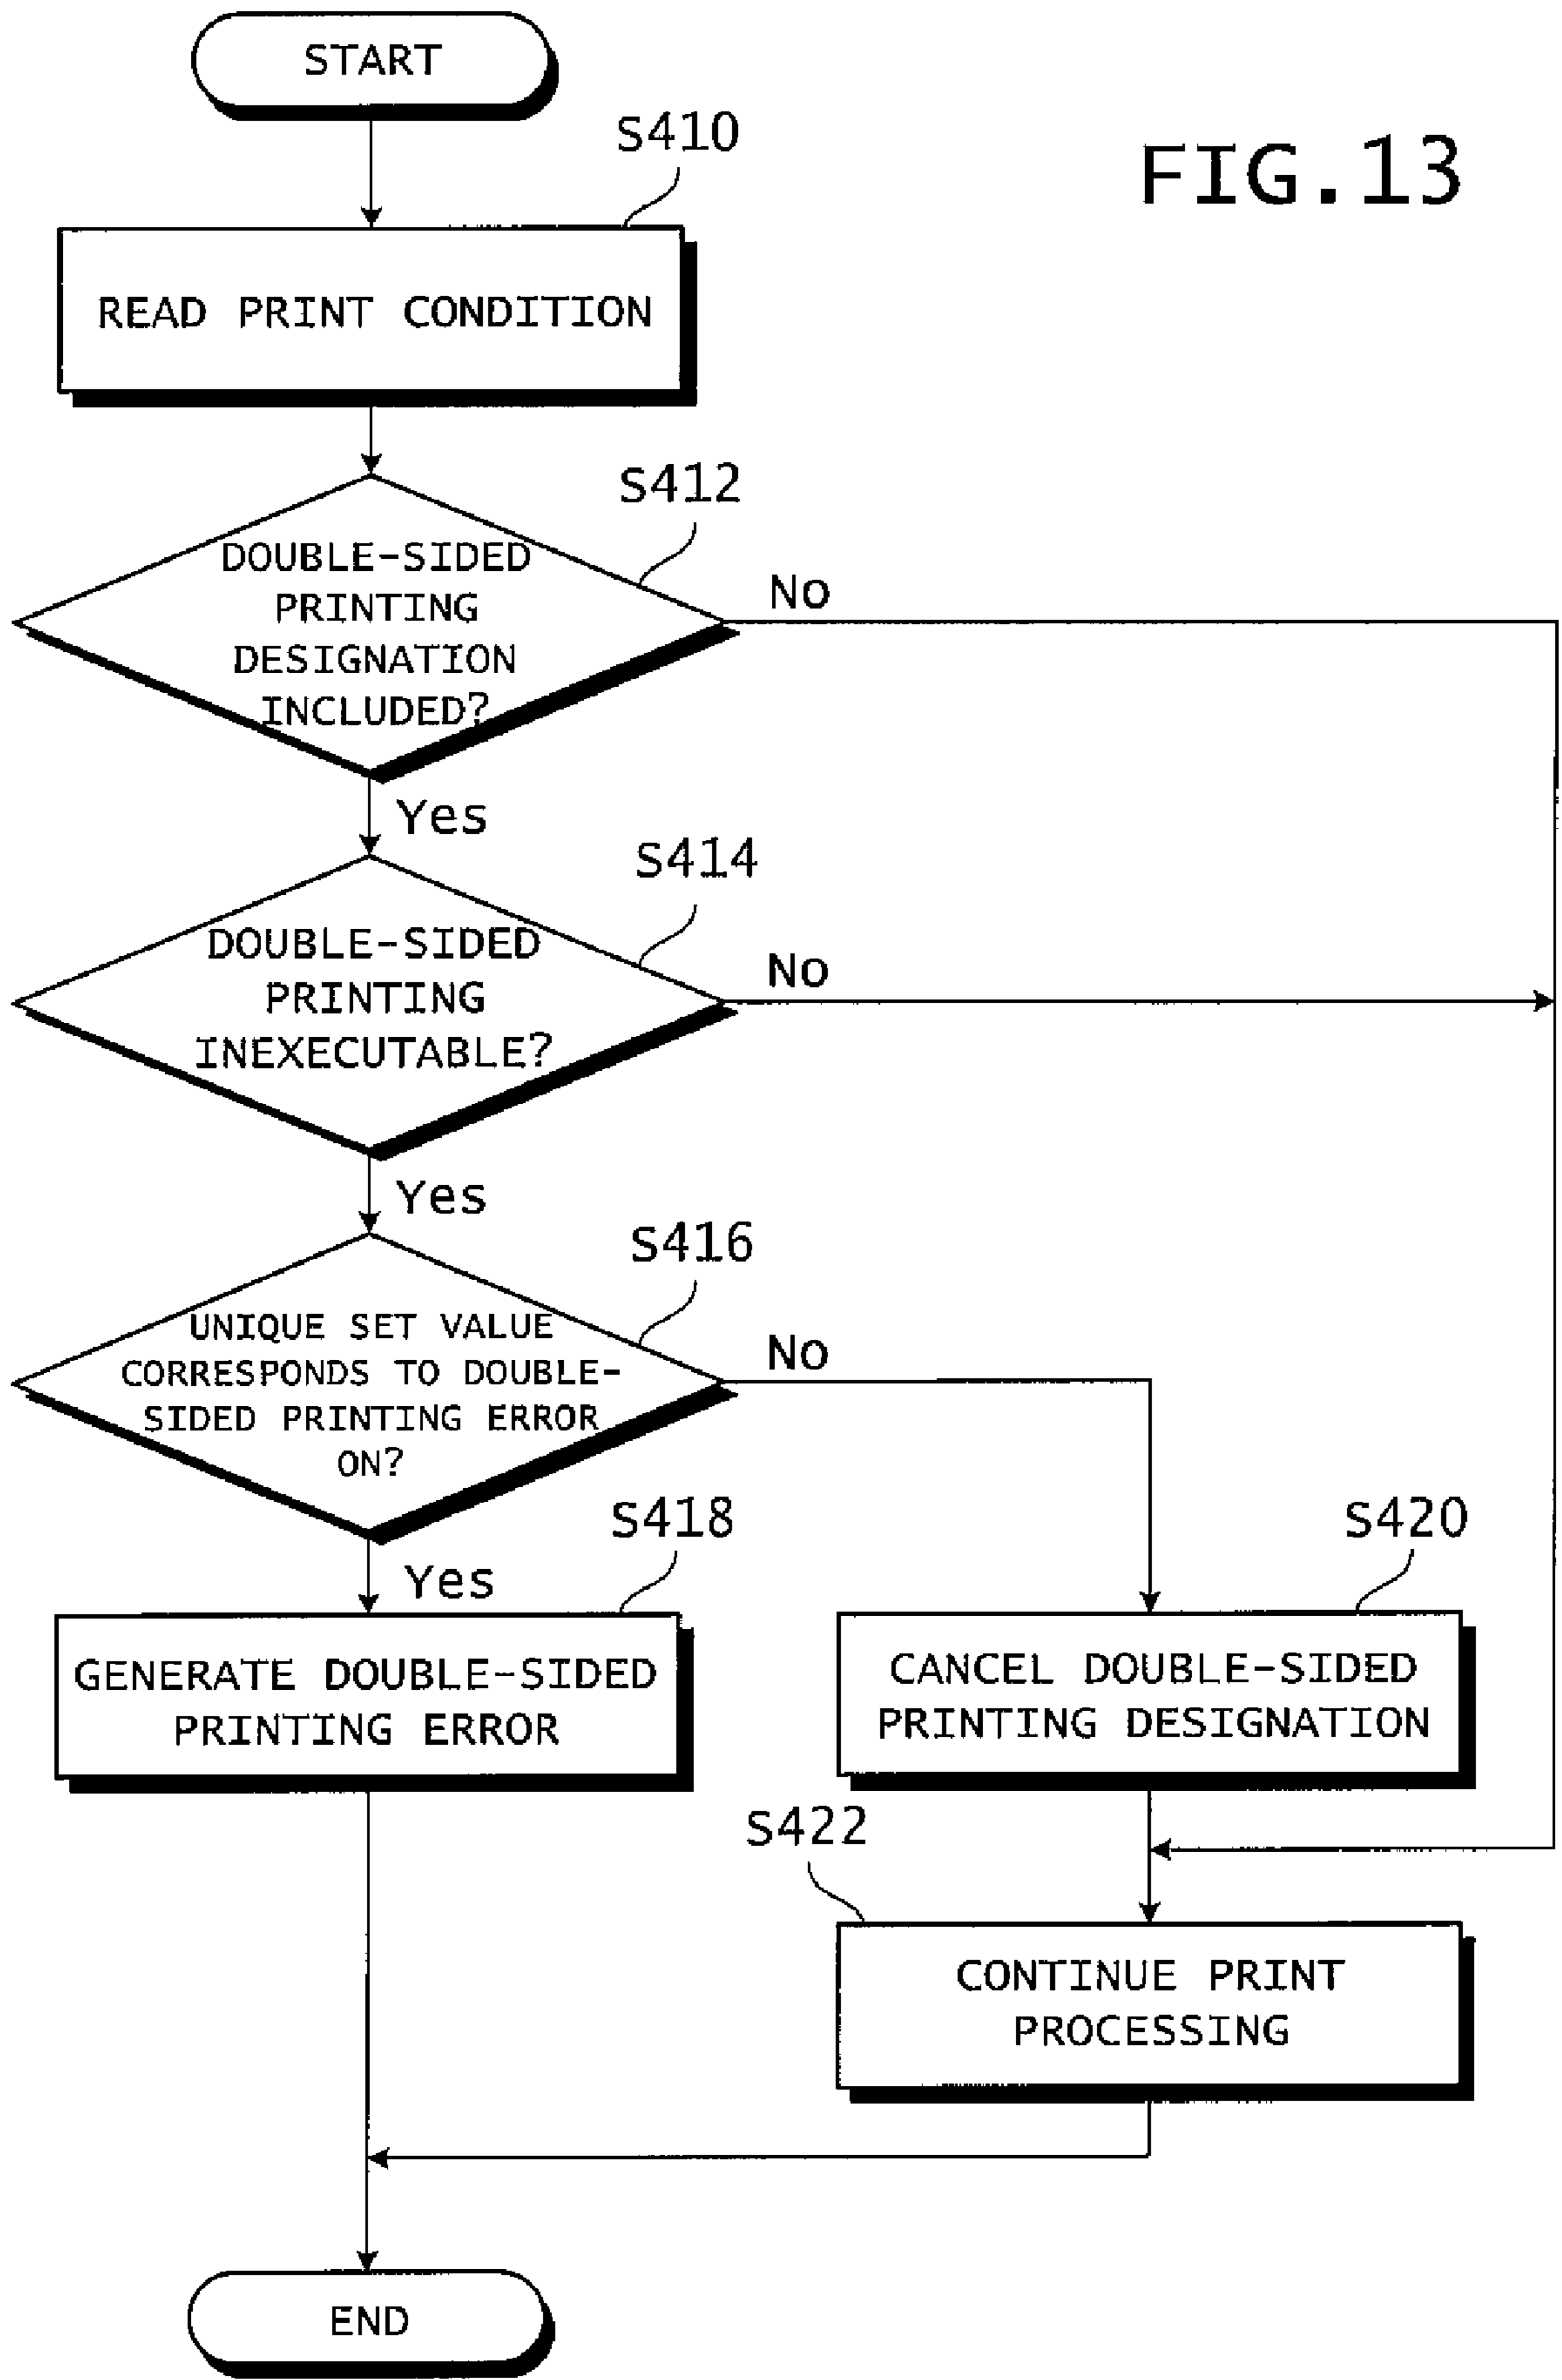 START
S410
FIG.13
READ PRINT CONDITION
S412
DOUBLE-SIDED
PRINTING
DESIGNATION
INCLUDED?
No
Yes
S414
DOUBLE-SIDED
PRINTING
INEXECUTABLE?
No
Yes
S416
UNIQUE SET VALUE
CORRESPONDS TO DOUBLE-
SIDED PRINTING ERROR
ON?
No
Yes
S418
GENERATE DOUBLE-SIDED
PRINTING ERROR
S420
CANCEL DOUBLE-SIDED
PRINTING DESIGNATION
S422
CONTINUE PRINT
PROCESSING
END